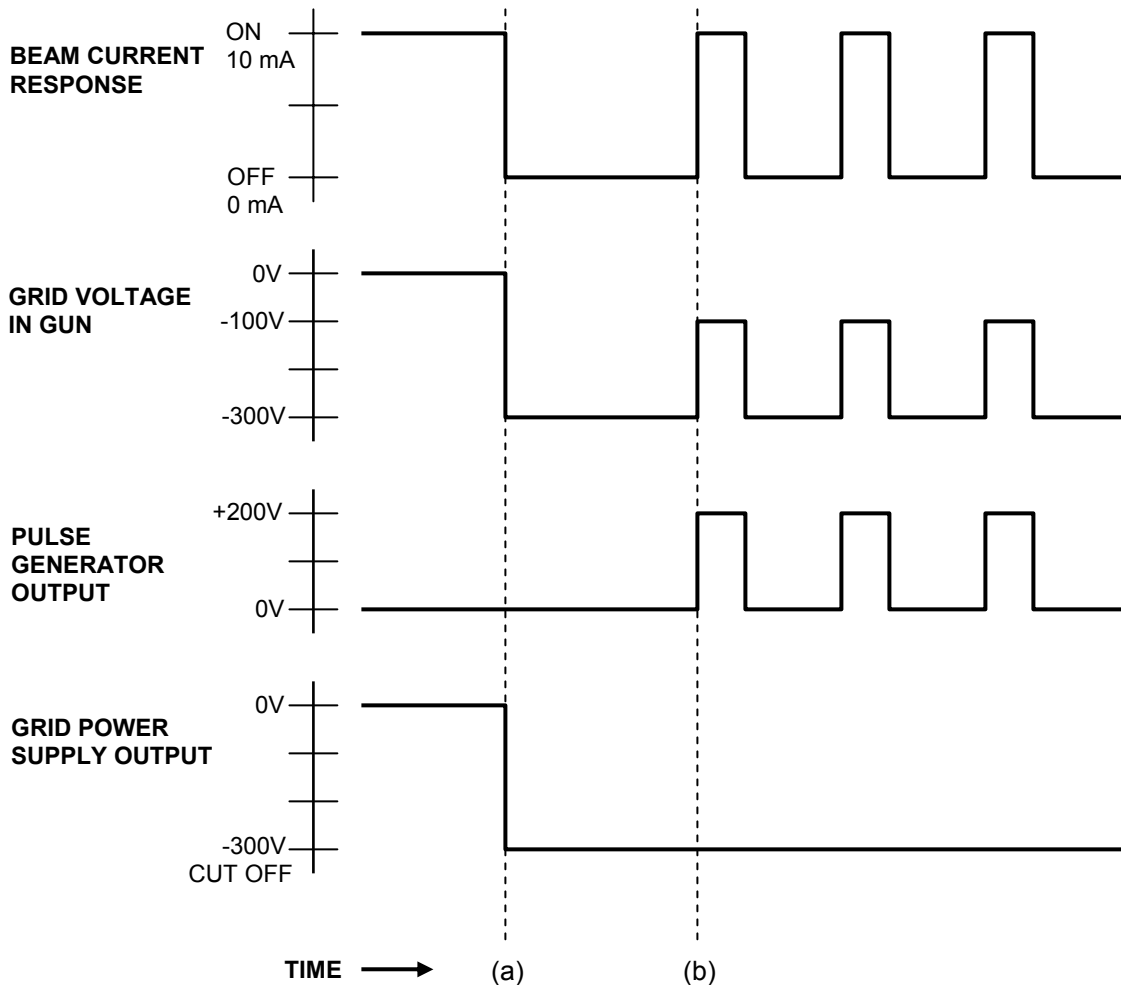 BEAM CURRENT
RESPONSE
ON
10 mA
OFF
0 mA
GRID VOLTAGE
IN GUN
0V
-100V
-300V
PULSE
GENERATOR
OUTPUT
+200V
0V
GRID POWER
SUPPLY OUTPUT
0V
-300V
CUT OFF
TIME
(a)
(b)